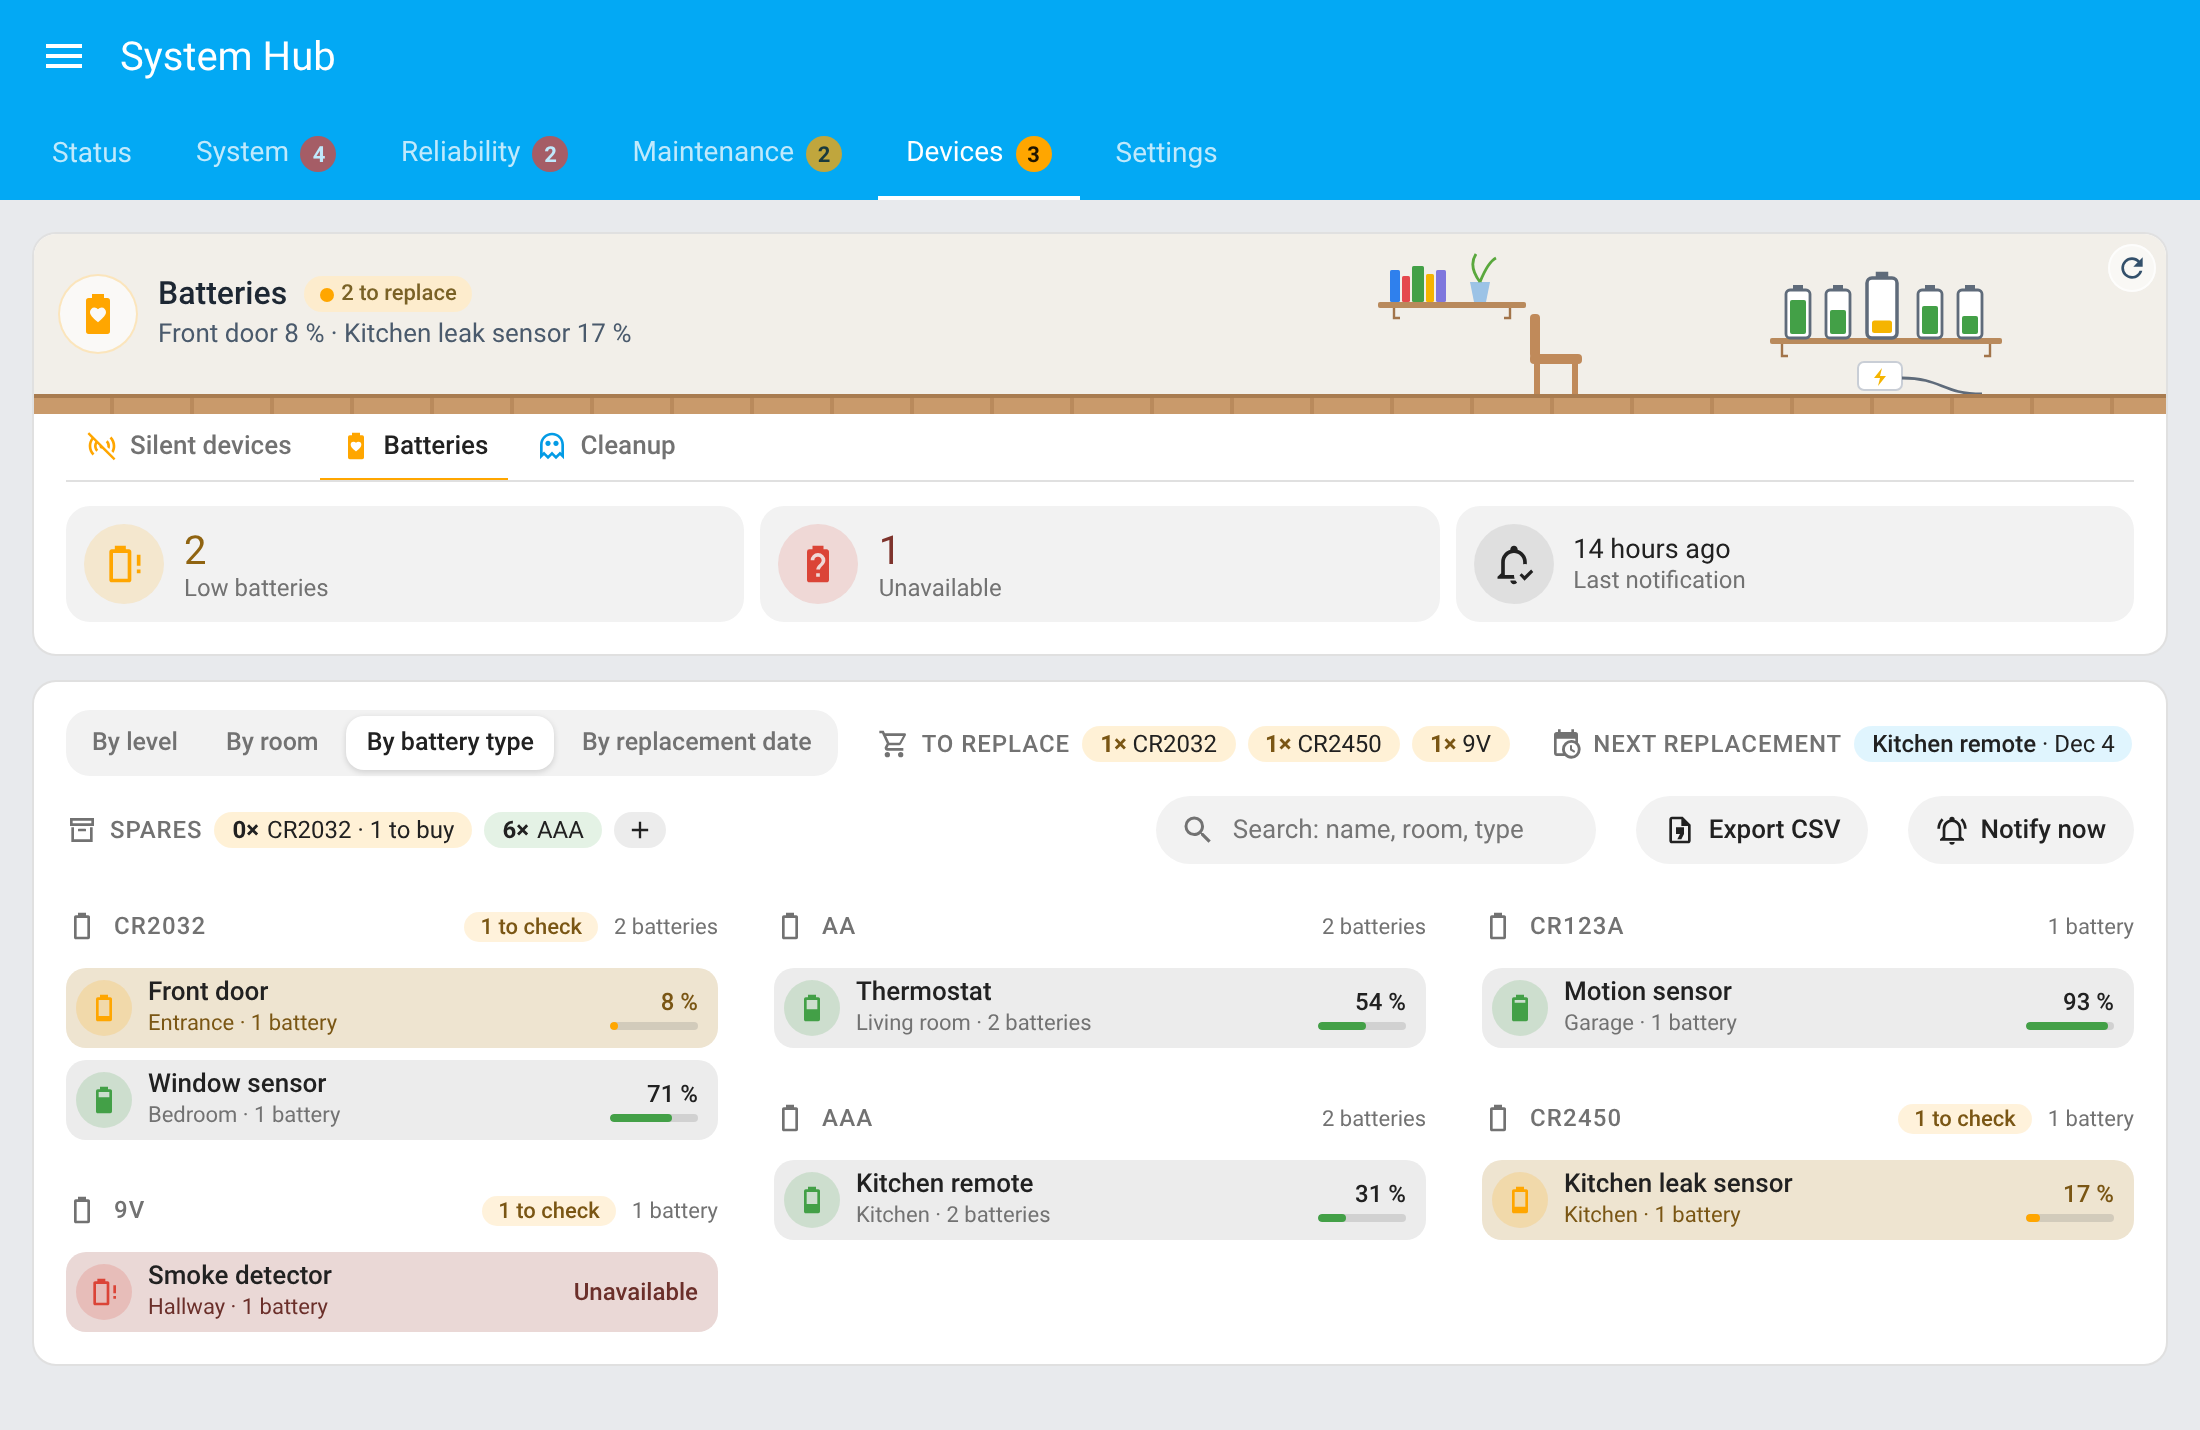 System Hub
Status
System 4
Reliability 2
Maintenance 2
Devices 3
Settings
Batteries
2 to replace
Front door 8 % · Kitchen leak sensor 17 %
Silent devices
Batteries
Cleanup
2
Low batteries
1
Unavailable
14 hours ago
Last notification
By level
By room
By battery type
By replacement date
TO REPLACE
1× CR2032
1× CR2450
1× 9V
NEXT REPLACEMENT
Kitchen remote · Dec 4
SPARES
0× CR2032 · 1 to buy
6× AAA
+
Search: name, room, type
Export CSV
Notify now
CR2032
1 to check
2 batteries
Front door
Entrance · 1 battery
8 %
Window sensor
Bedroom · 1 battery
71 %
9V
1 to check
1 battery
Smoke detector
Hallway · 1 battery
Unavailable
AA
2 batteries
Thermostat
Living room · 2 batteries
54 %
AAA
2 batteries
Kitchen remote
Kitchen · 2 batteries
31 %
CR123A
1 battery
Motion sensor
Garage · 1 battery
93 %
CR2450
1 to check
1 battery
Kitchen leak sensor
Kitchen · 1 battery
17 %